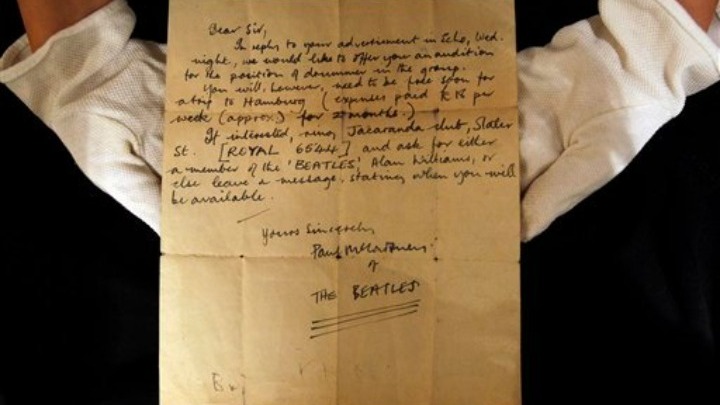 Dear Sir,
In reply to your advertisement in Echo, Wed.
night, we would like to offer you an audition
for the position of drummer in the group.
You will, however, need to be free soon for
a trip to Hamburg (expenses paid £18 per
week (approx.) for 2 months.)
If interested, ring Jacaranda club, Slater
St. [ROYAL 6544] and ask for either
a member of the 'BEATLES', Alan Williams, or
else leave a message, stating when you will
be available.
Yours Sincerely,
Paul McCartney
of
THE BEATLES